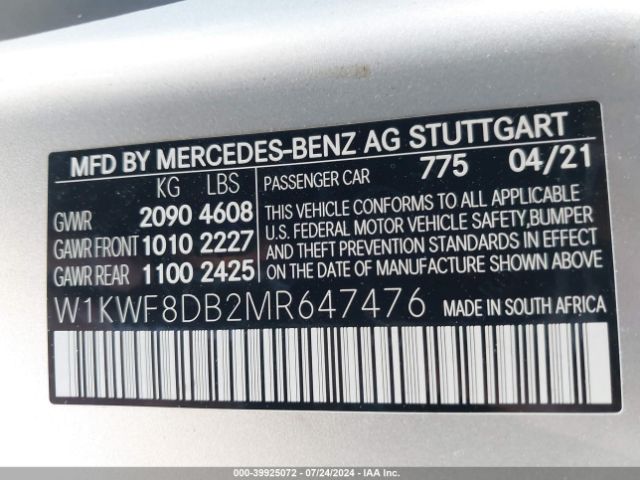 MFD BY MERCEDES-BENZ AG STUTTGART
KG LBS
GVWR 2090 4608
GAWR FRONT 1010 2227
GAWR REAR 1100 2425
PASSENGER CAR 775 04/21
THIS VEHICLE CONFORMS TO ALL APPLICABLE
U.S. FEDERAL MOTOR VEHICLE SAFETY, BUMPER
AND THEFT PREVENTION STANDARDS IN EFFECT
ON THE DATE OF MANUFACTURE SHOWN ABOVE
W1KWF8DB2MR647476 MADE IN SOUTH AFRICA
000-39925072 - 07/24/2024 - IAA Inc.